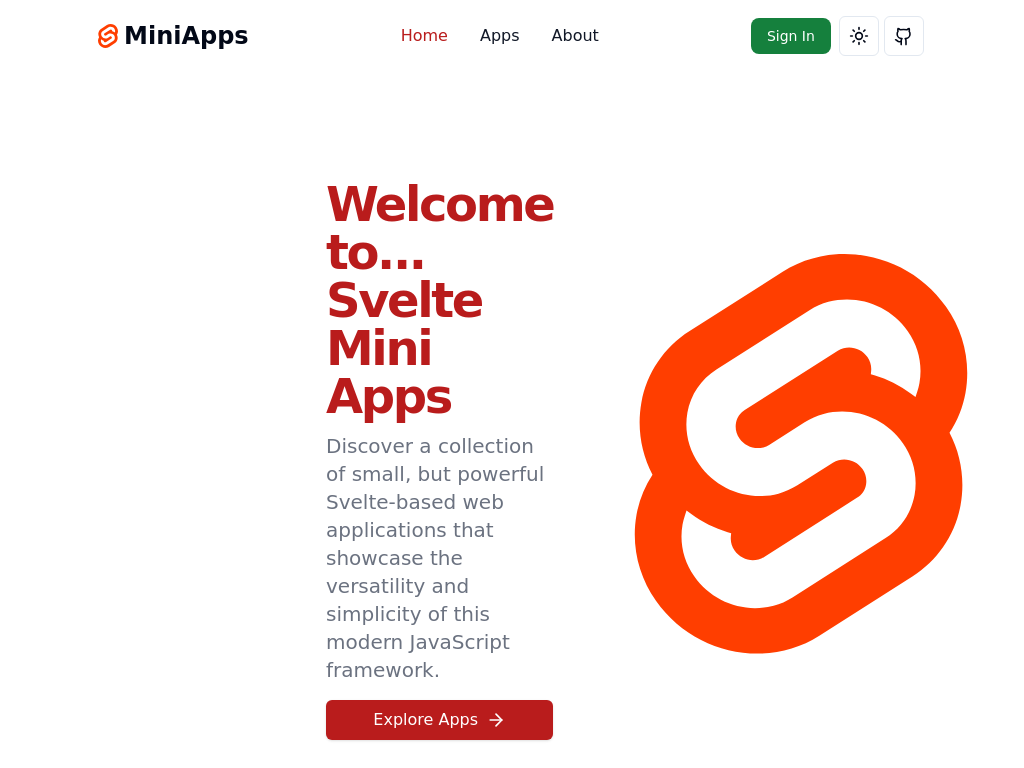 MiniApps
Home
Apps
About
Sign In
Welcome
to...
Svelte
Mini
Apps
Discover a collection
of small, but powerful
Svelte-based web
applications that
showcase the
versatility and
simplicity of this
modern JavaScript
framework.
Explore Apps